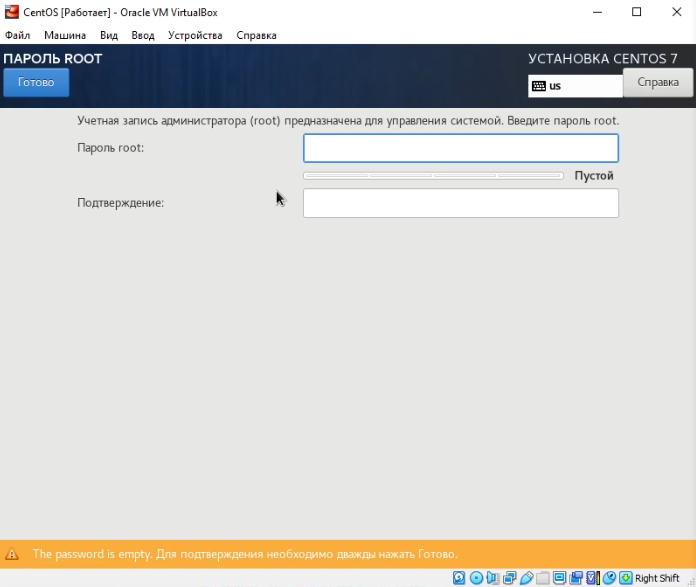 CentOS [Работает] - Oracle VM VirtualBox
Файл Машина Вид Ввод Устройства Справка
ПАРОЛЬ ROOT УСТАНОВКА CENTOS 7
Готово us Справка
Учетная запись администратора (root) предназначена для управления системой. Введите пароль root.
Пароль root:
Пустой
Подтверждение:
The password is empty. Для подтверждения необходимо дважды нажать Готово.
Right Shift